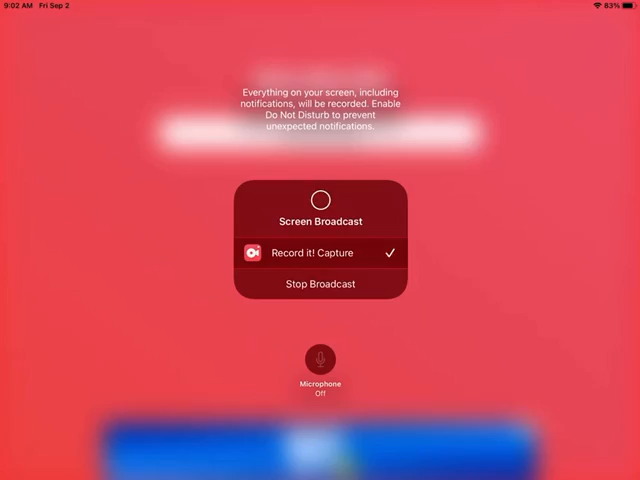 9:02 AM Fri Sep 2
83%
Everything on your screen, including
notifications, will be recorded. Enable
Do Not Disturb to prevent
unexpected notifications.
Screen Broadcast
Record it! Capture
Stop Broadcast
Microphone
Off